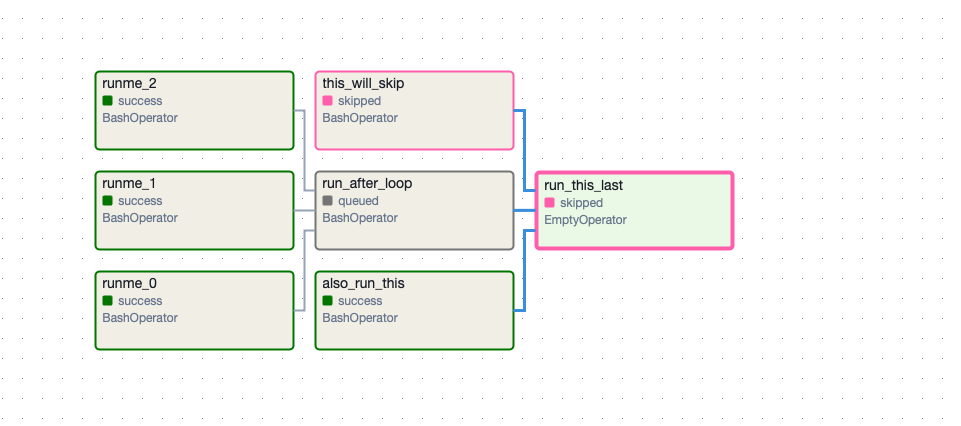 runme_2
success
BashOperator
this_will_skip
skipped
BashOperator
runme_1
success
BashOperator
run_after_loop
queued
BashOperator
run_this_last
skipped
EmptyOperator
runme_0
success
BashOperator
also_run_this
success
BashOperator